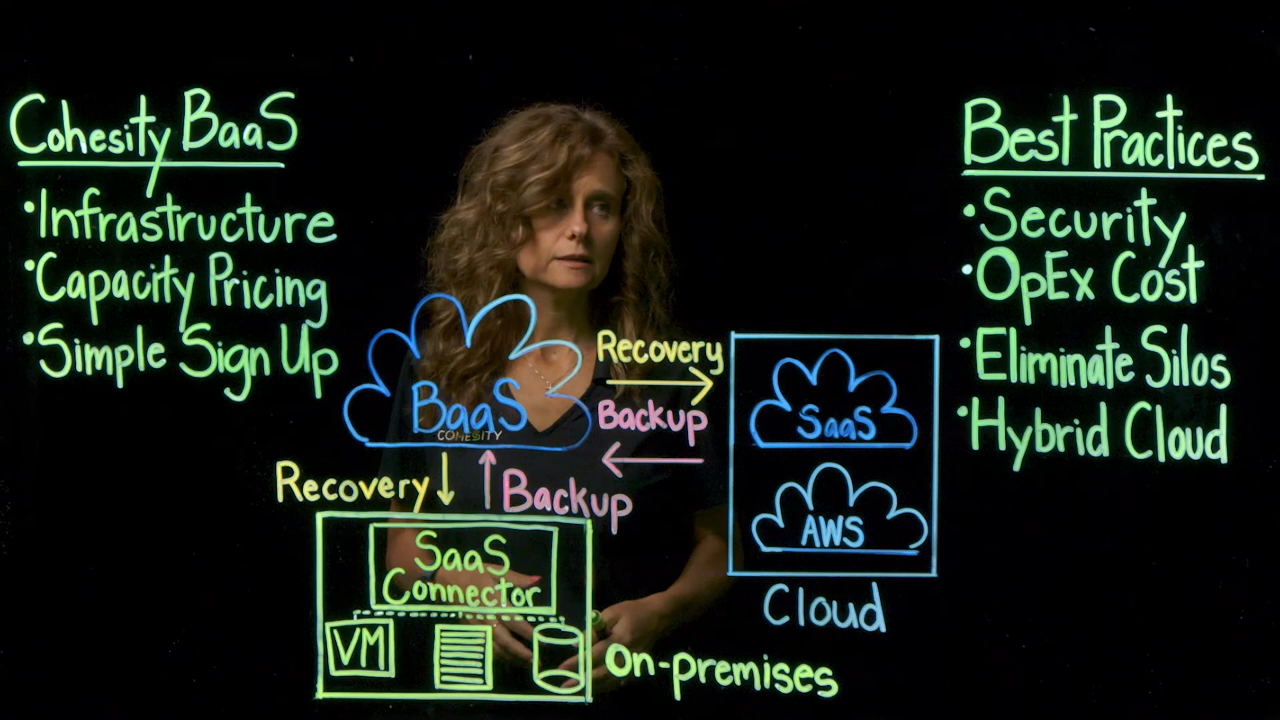 Cohesity BaaS
•Infrastructure
•Capacity Pricing
•Simple Sign Up
BaaS
COHESITY
Recovery
Backup
SaaS
AWS
Cloud
Recovery
Backup
SaaS
Connector
VM
On-premises
Best Practices
•Security
•OpEx Cost
•Eliminate Silos
•Hybrid Cloud